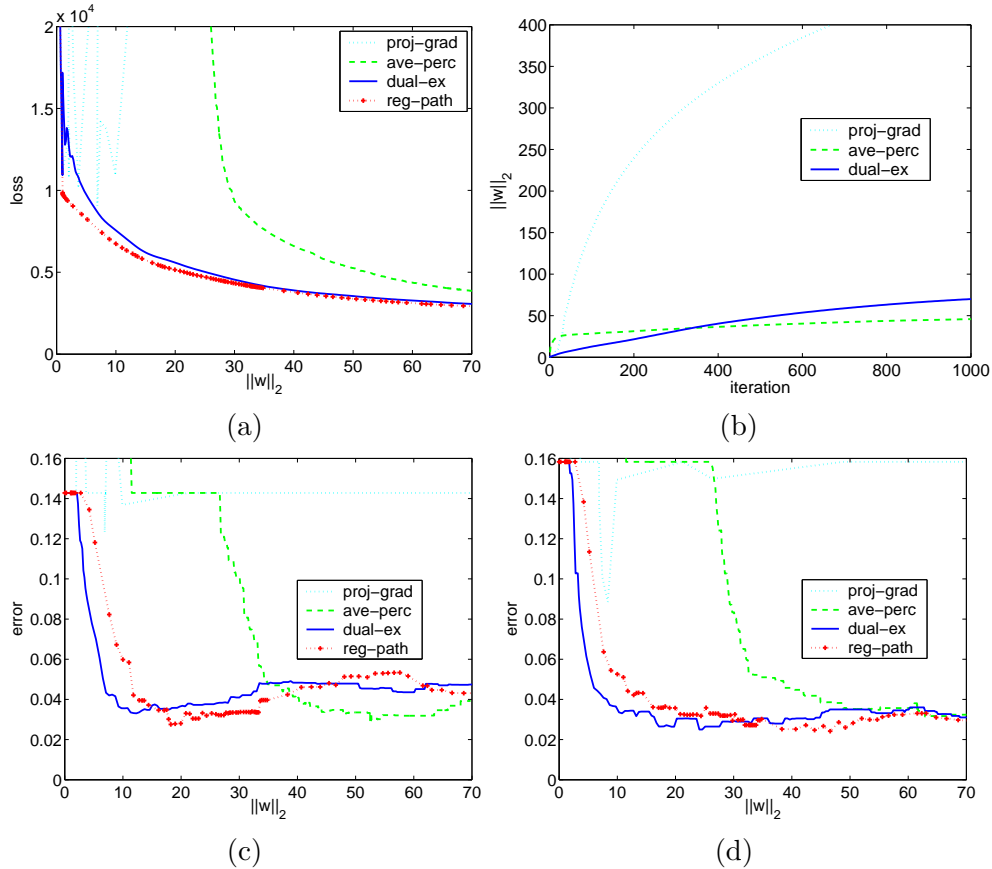 x 10⁴
2
1.5
1
0.5
0
loss
proj−grad
ave−perc
dual−ex
reg−path
0 10 20 30 40 50 60 70
||w||₂
(a)
400
350
300
250
200
150
100
50
0
||w||₂
proj−grad
ave−perc
dual−ex
0 200 400 600 800 1000
iteration
(b)
0.16
0.14
0.12
0.1
0.08
0.06
0.04
0.02
0
error
proj−grad
ave−perc
dual−ex
reg−path
0 10 20 30 40 50 60 70
||w||₂
(c)
0.16
0.14
0.12
0.1
0.08
0.06
0.04
0.02
0
error
proj−grad
ave−perc
dual−ex
reg−path
0 10 20 30 40 50 60 70
||w||₂
(d)